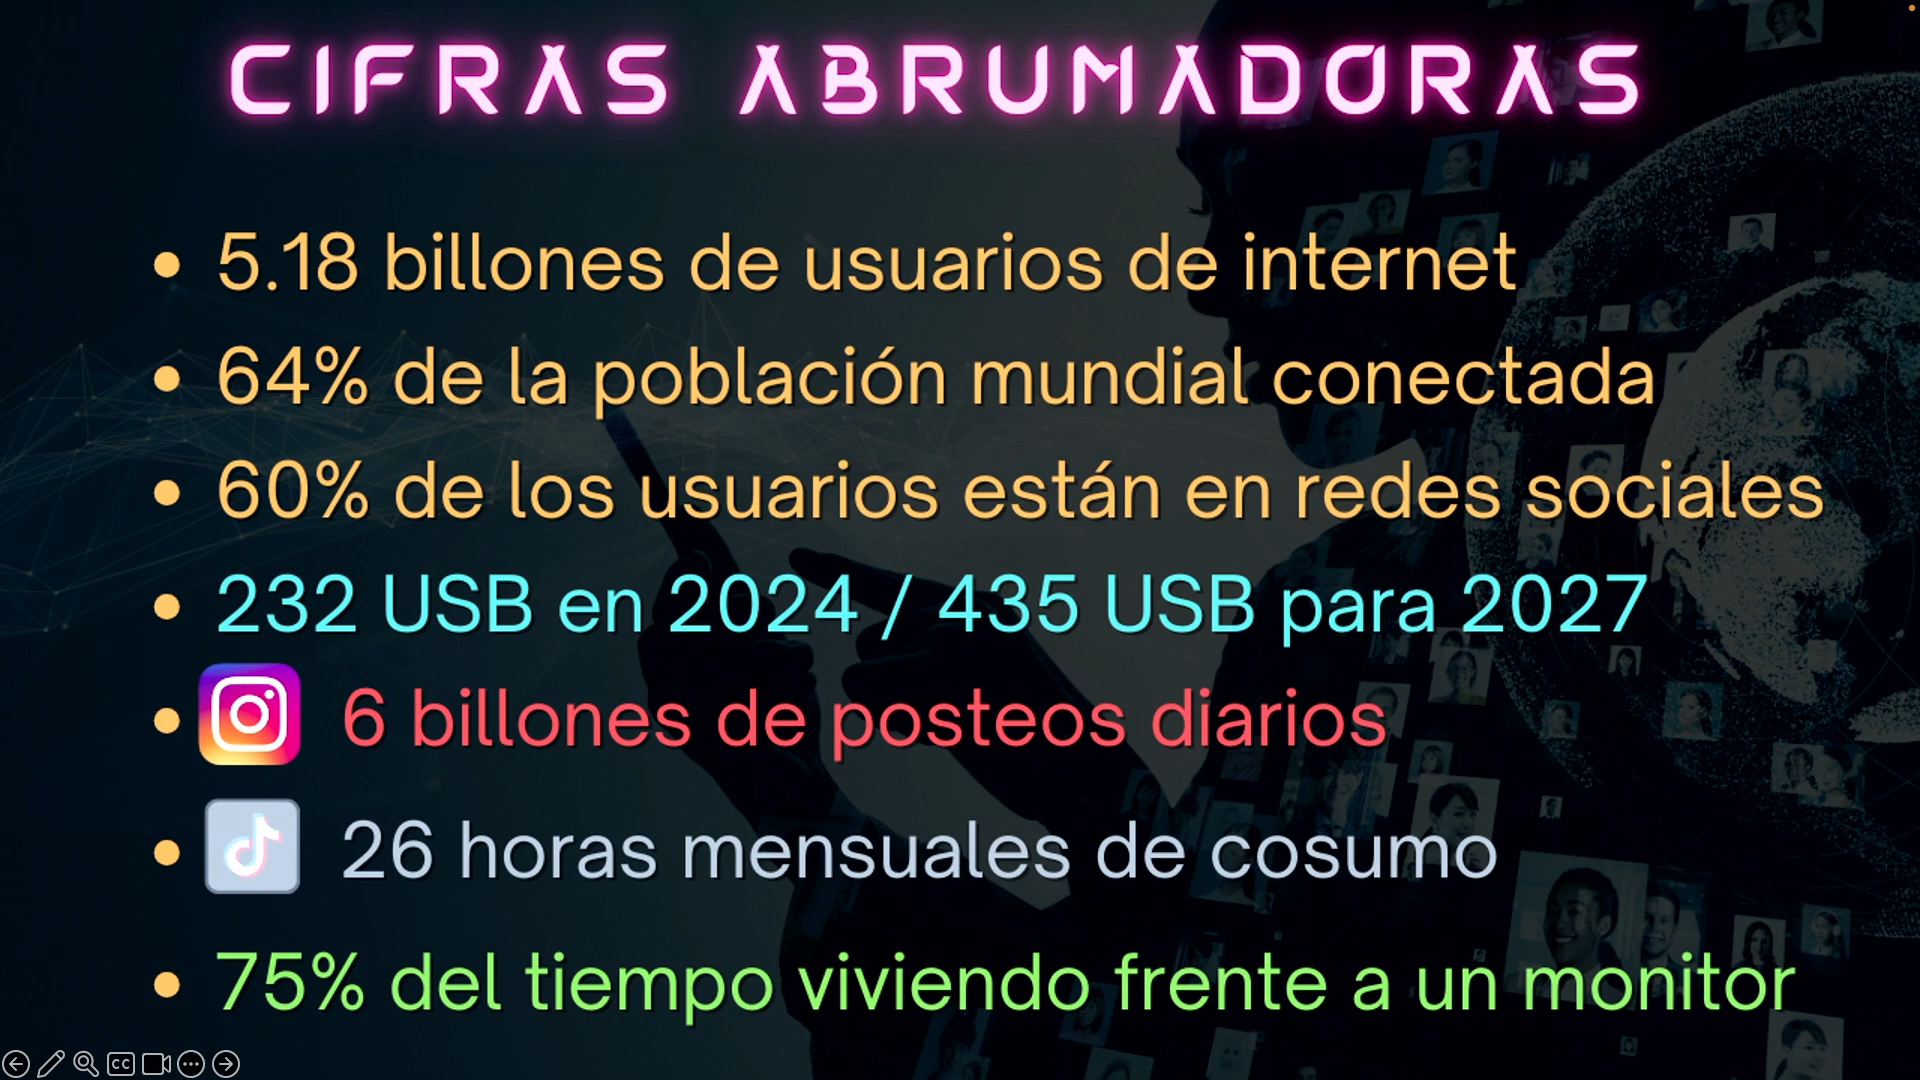 CIFRAS ABRUMADORAS
• 5.18 billones de usuarios de internet
• 64% de la población mundial conectada
• 60% de los usuarios están en redes sociales
• 232 USB en 2024 / 435 USB para 2027
• 6 billones de posteos diarios
• 26 horas mensuales de cosumo
• 75% del tiempo viviendo frente a un monitor
CC